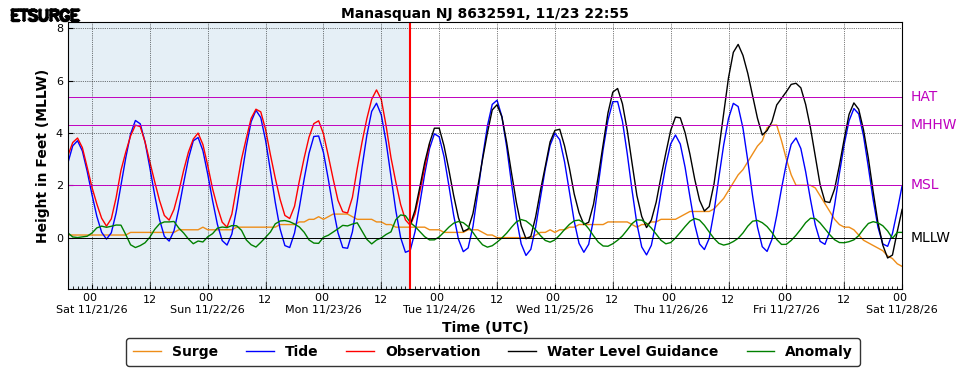 ETSURGE
Manasquan NJ 8632591, 11/23 22:55
Height in Feet (MLLW)
8
6
4
2
0
HAT
MHHW
MSL
MLLW
00 12 00 12 00 12 00 12 00 12 00 12 00 12 00
Sat 11/21/26 Sun 11/22/26 Mon 11/23/26 Tue 11/24/26 Wed 11/25/26 Thu 11/26/26 Fri 11/27/26 Sat 11/28/26
Time (UTC)
Surge Tide Observation Water Level Guidance Anomaly